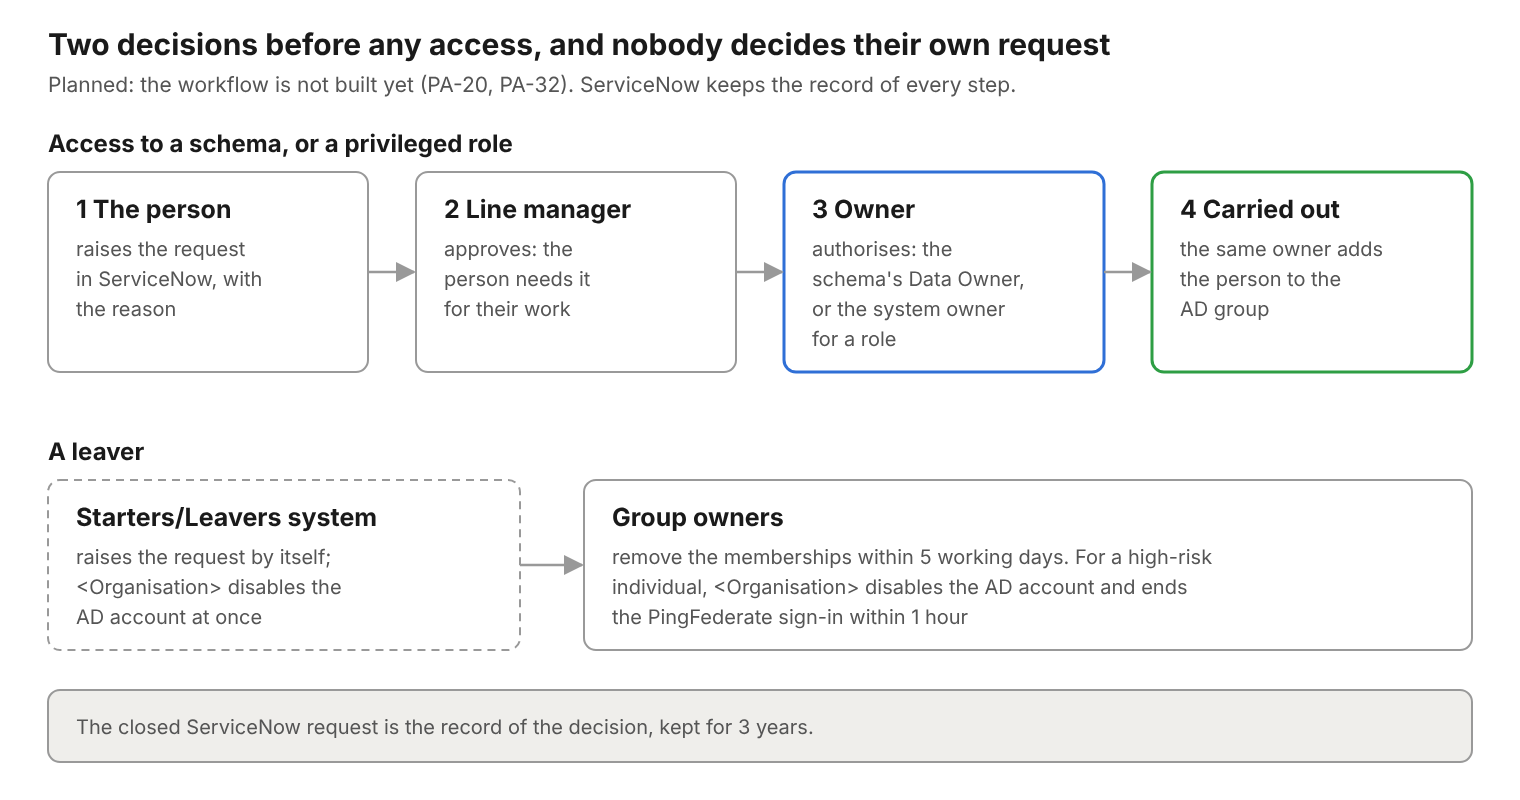 Two decisions before any access, and nobody decides their own request
Planned: the workflow is not built yet (PA-20, PA-32). ServiceNow keeps the record of every step.
Access to a schema, or a privileged role
1 The person
raises the request
in ServiceNow, with
the reason
2 Line manager
approves: the
person needs it
for their work
3 Owner
authorises: the
schema's Data Owner,
or the system owner
for a role
4 Carried out
the same owner adds
the person to the
AD group
A leaver
Starters/Leavers system
raises the request by itself;
<Organisation> disables the
AD account at once
Group owners
remove the memberships within 5 working days. For a high-risk
individual, <Organisation> disables the AD account and ends
the PingFederate sign-in within 1 hour
The closed ServiceNow request is the record of the decision, kept for 3 years.